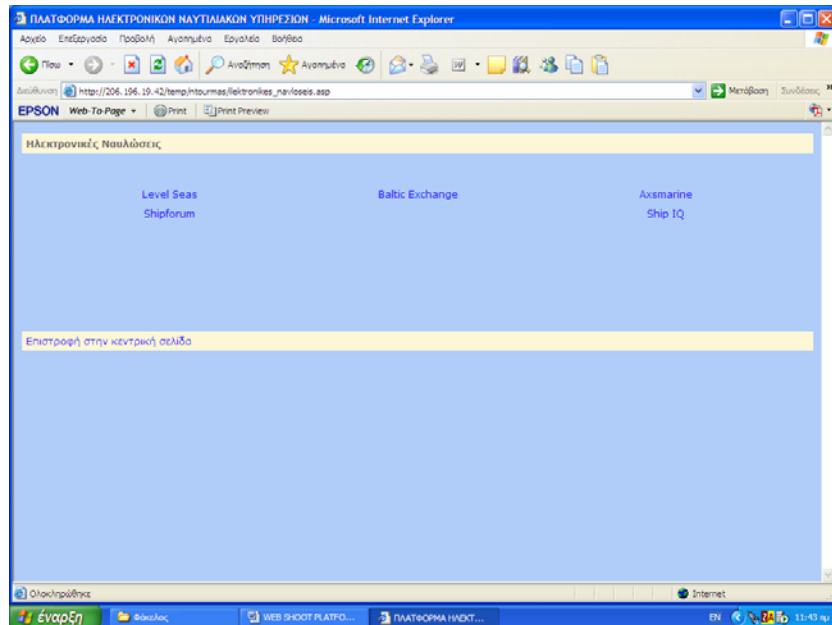 ΠΛΑΤΦΟΡΜΑ ΗΛΕΚΤΡΟΝΙΚΩΝ ΝΑΥΤΙΛΙΑΚΩΝ ΥΠΗΡΕΣΙΩΝ - Microsoft Internet Explorer
Αρχείο Επεξεργασία Προβολή Αγαπημένα Εργαλεία Βοήθεια
Πίσω Αναζήτηση Αγαπημένα
Διεύθυνση http://206.196.19.42/temp/ntourmas/ilektronikes_navloseis.asp Μετάβαση Συνδέσεις »
EPSON Web-To-Page Print Print Preview
Ηλεκτρονικές Ναυλώσεις
Level Seas Baltic Exchange Axsmarine
Shipforum Ship IQ
Επιστροφή στην κεντρική σελίδα
Ολοκληρώθηκε Internet
έναρξη Φάκελος WEB SHOOT PLATFO... ΠΛΑΤΦΟΡΜΑ ΗΛΕΚΤ... EN 11:43 πμ